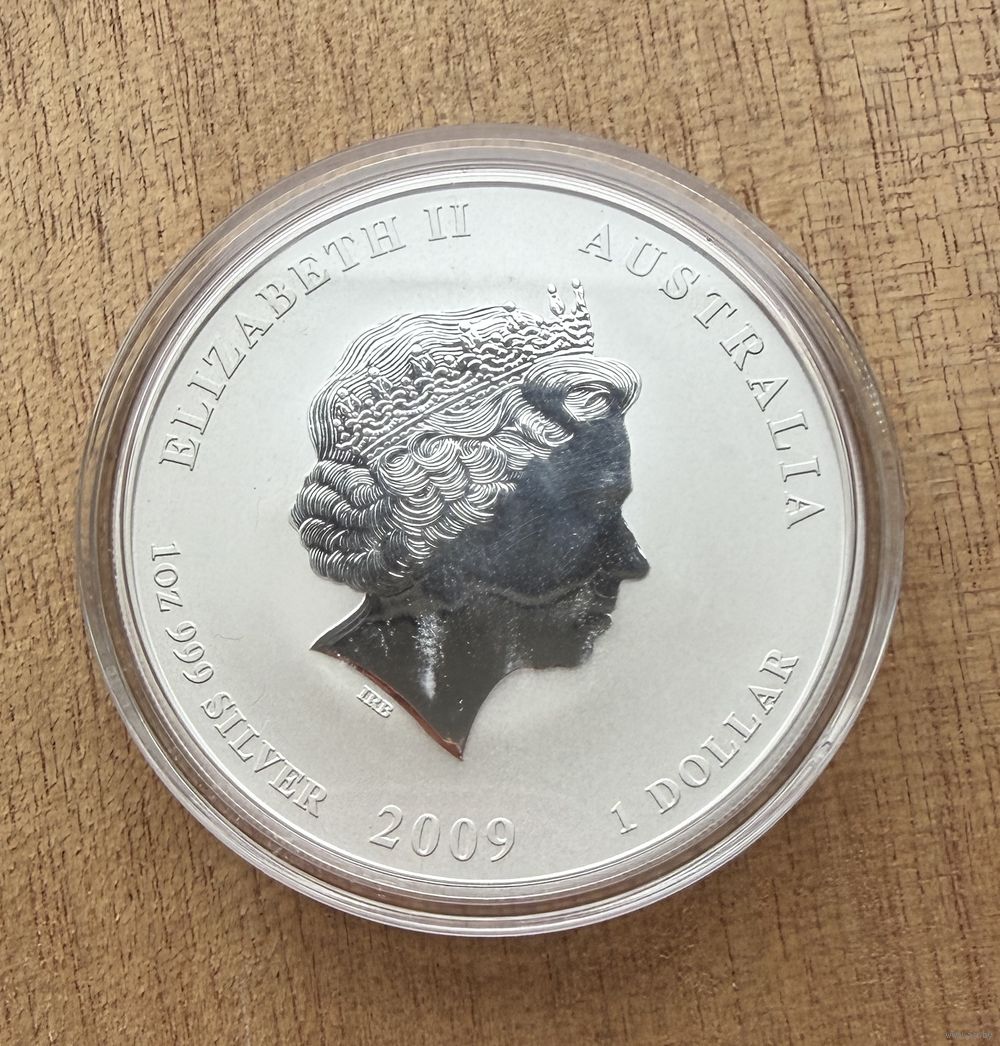 ELIZABETH II
AUSTRALIA
1oz 999 SILVER
2009
1 DOLLAR
IRB